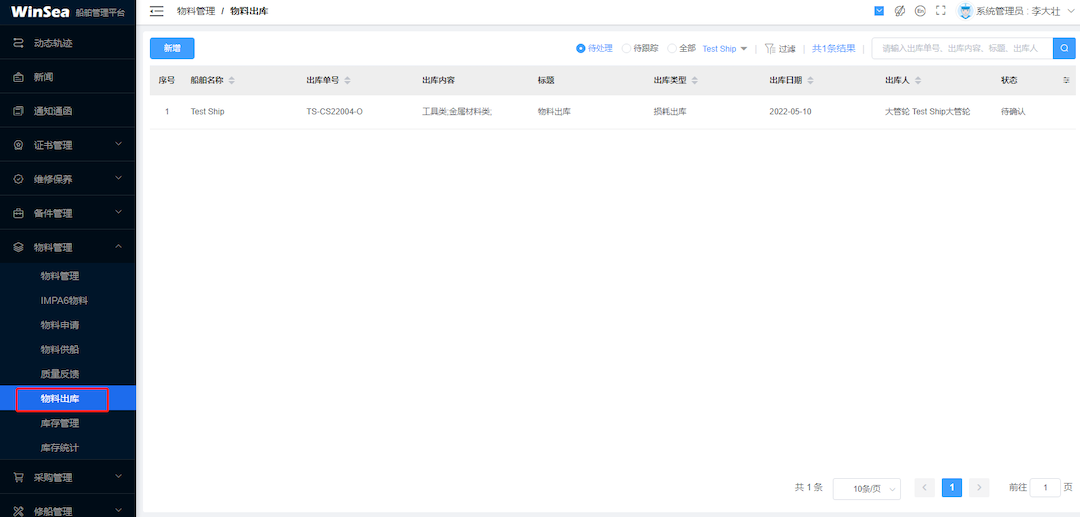 WinSea 船舶管理平台
物料管理 / 物料出库
En
系统管理员 : 李大壮
动态轨迹
新闻
通知通函
证书管理
维修保养
备件管理
物料管理
物料管理
IMPA6物料
物料申请
物料供船
质量反馈
物料出库
库存管理
库存统计
采购管理
修船管理
新增
待处理 待跟踪 全部 Test Ship | 过滤 | 共1条结果 | 请输入出库单号、出库内容、标题、出库人
序号 船舶名称 出库单号 出库内容 标题 出库类型 出库日期 出库人 状态
1 Test Ship TS-CS22004-O 工具类;金属材料类; 物料出库 损耗出库 2022-05-10 大管轮 Test Ship大管轮 待确认
共 1 条 10条/页 1 前往 1 页